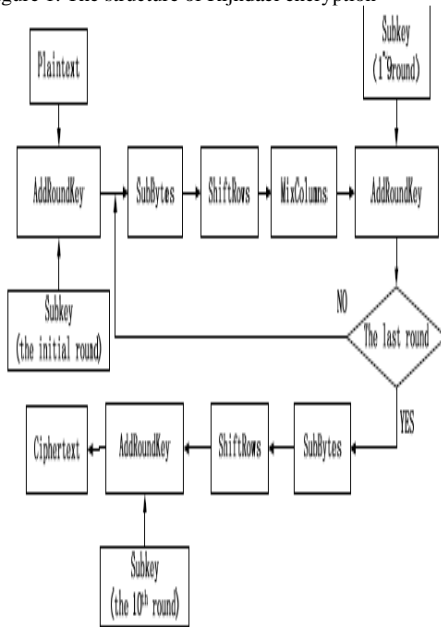 Figure 1. The structure of Rijndael encryption
Plaintext
Subkey
(1~9round)
AddRoundKey
SubBytes
ShiftRows
MixColumns
AddRoundKey
Subkey
(the initial round)
NO
The last round
YES
Ciphertext
AddRoundKey
ShiftRows
SubBytes
Subkey
(the 10th round)